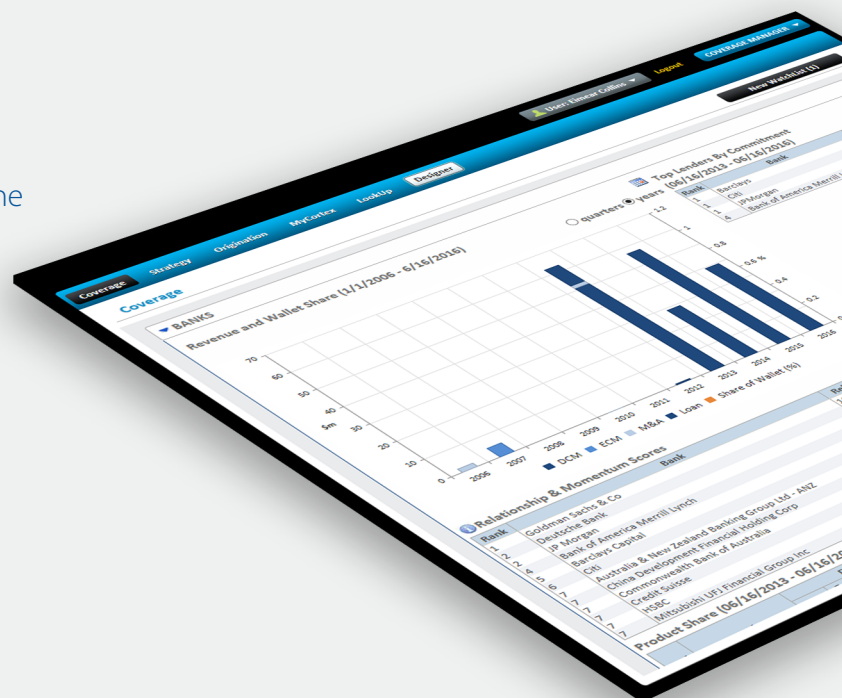 ne
COVERAGE MANAGER
Logout
User: Eimear Collins
New Watchlist (1)
Coverage Strategy Origination MyCortex LookUp Designer
Coverage
BANKS
Revenue and Wallet Share (1/1/2006 - 6/16/2016)
quarters years
Top Lenders By Commitment
(06/16/2013 - 06/16/2016)
Rank Bank
1 Barclays
1 Citi
1 JPMorgan
4 Bank of America Merrill
70
60
50
40
$m
30
20
10
0
1.2
1
0.8
0.6 %
0.4
0.2
2006 2007 2008 2009 2010 2011 2012 2013 2014 2015 2016
DCM ECM M&A Loan Share of Wallet (%)
Relationship & Momentum Scores
Rank Bank
1 Goldman Sachs & Co
2 Deutsche Bank
2 JP Morgan
4 Bank of America Merrill Lynch
5 Barclays Capital
6 Citi
7 Australia & New Zealand Banking Group Ltd - ANZ
7 China Development Financial Holding Corp
7 Commonwealth Bank of Australia
7 Credit Suisse
7 HSBC
7 Mitsubishi UFJ Financial Group Inc
Product Share (06/16/2013 - 06/16/20